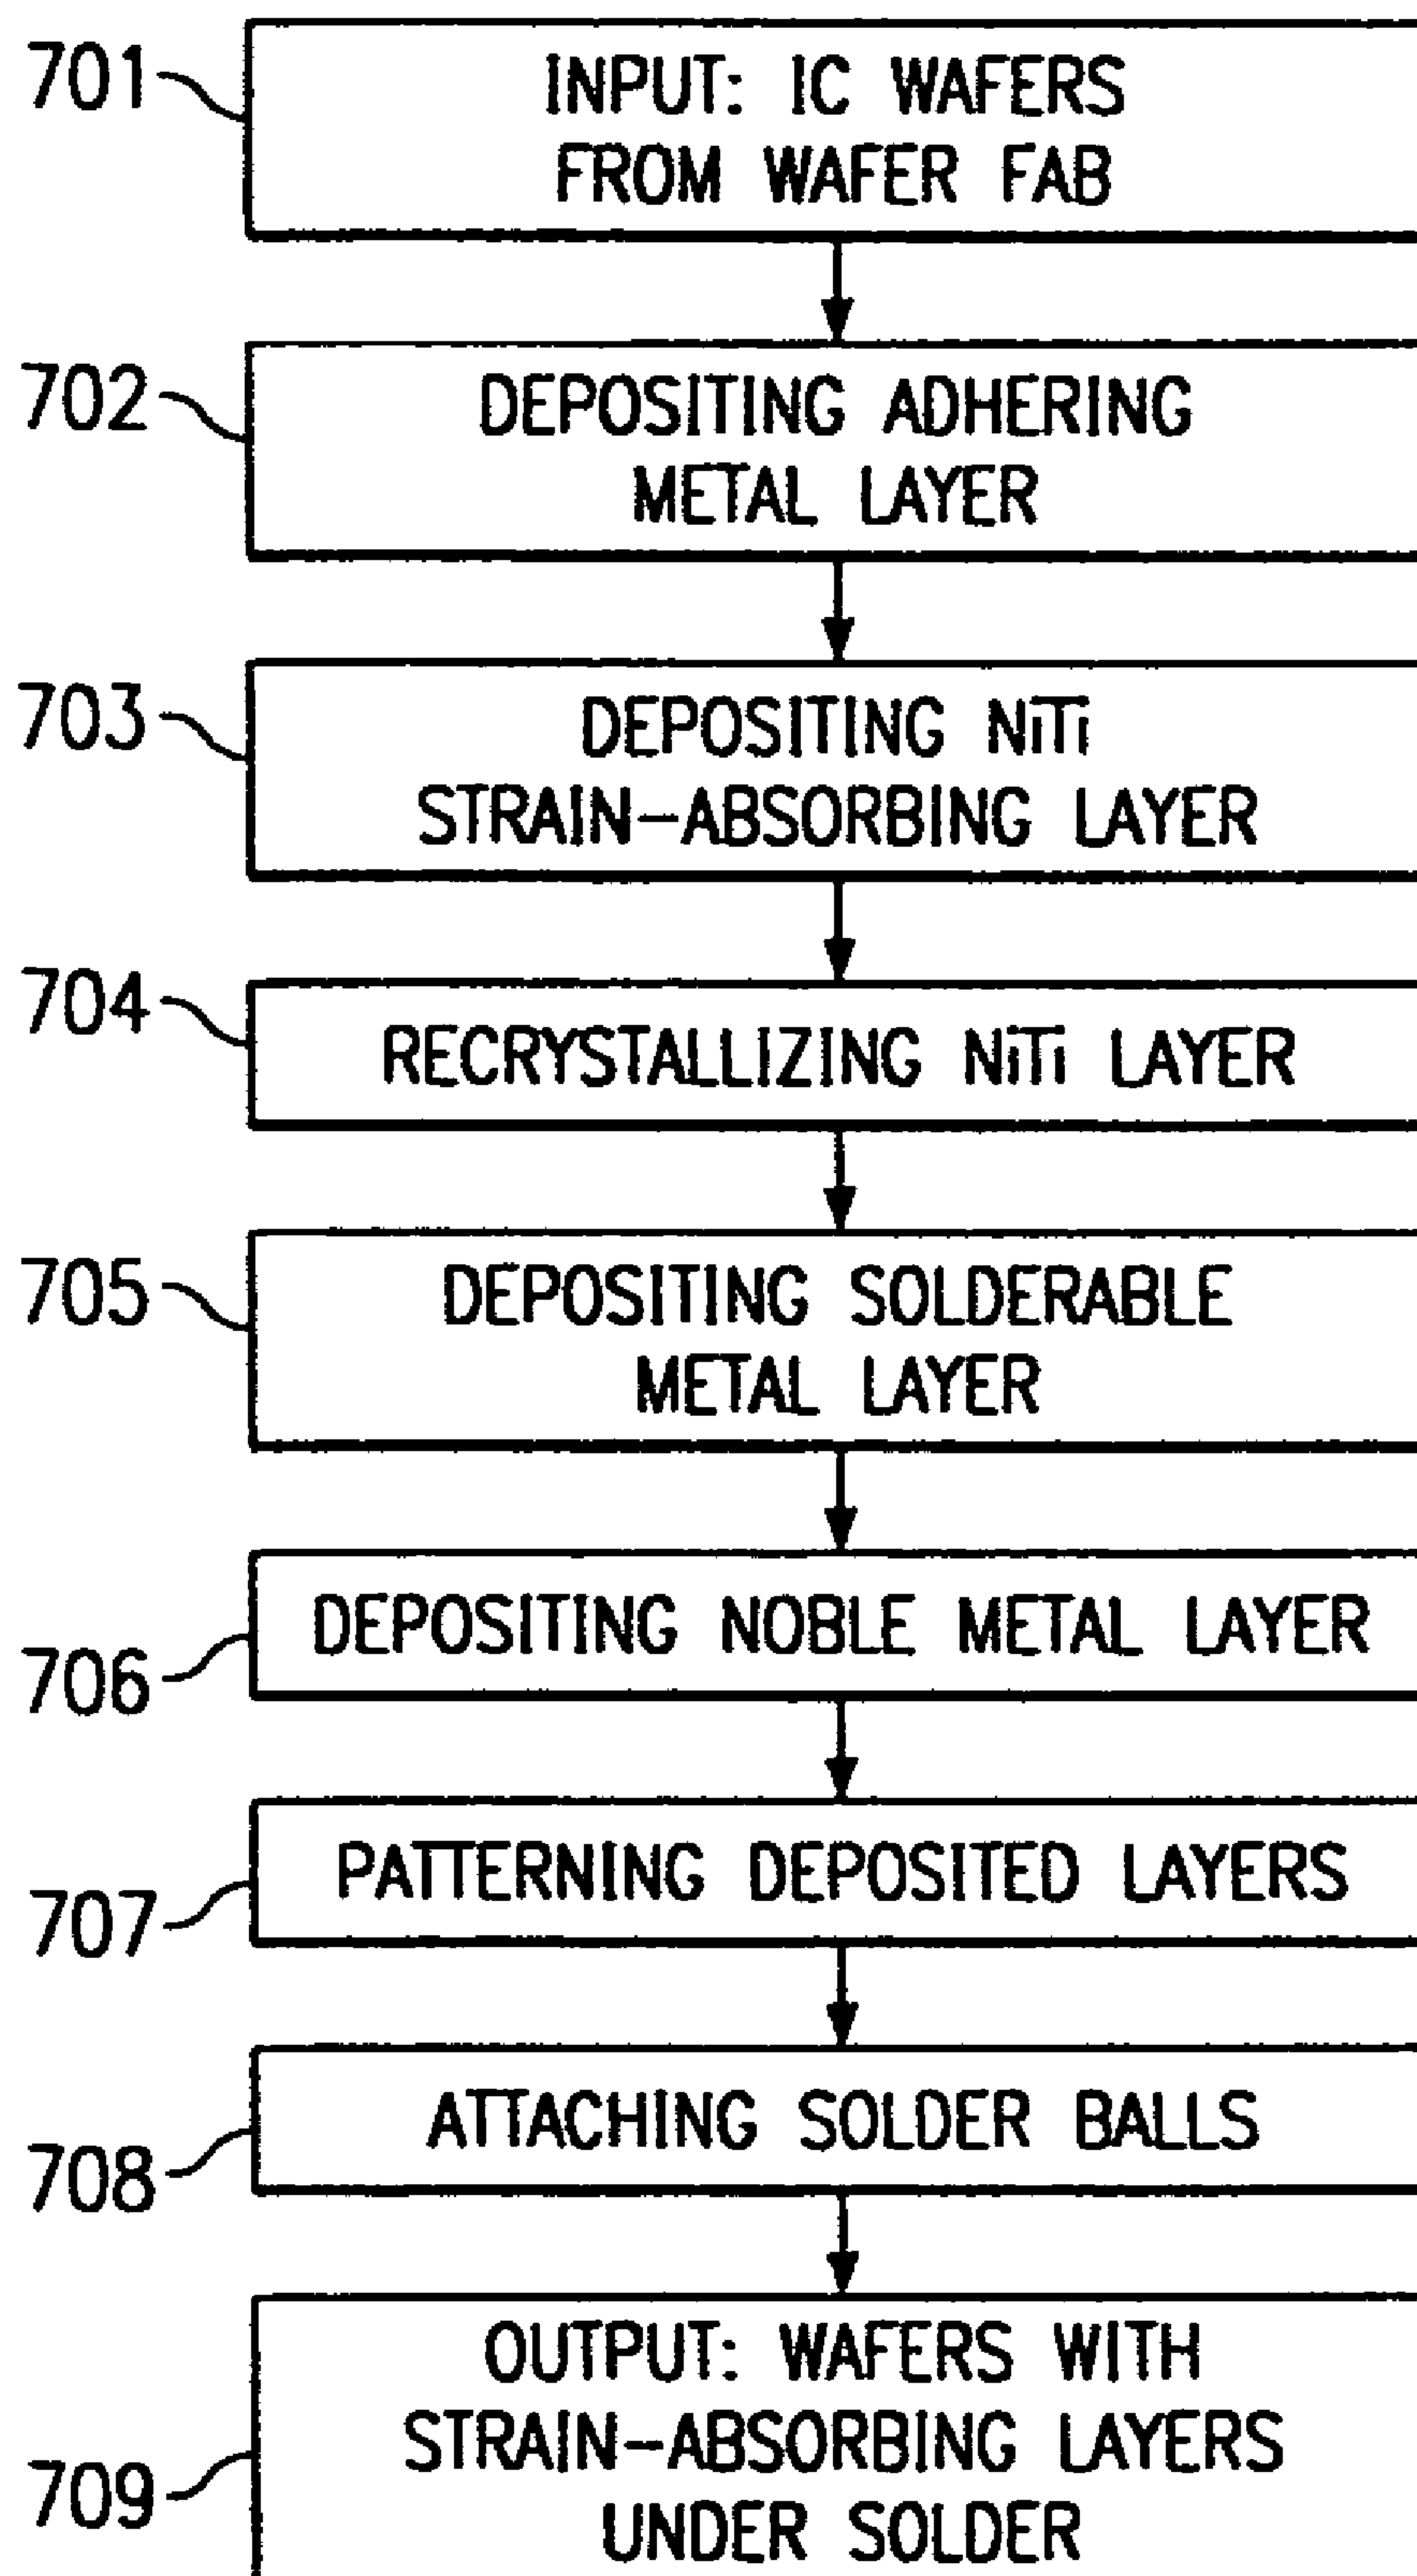 701
INPUT: IC WAFERS
FROM WAFER FAB
702
DEPOSITING ADHERING
METAL LAYER
703
DEPOSITING NiTi
STRAIN-ABSORBING LAYER
704
RECRYSTALLIZING NiTi LAYER
705
DEPOSITING SOLDERABLE
METAL LAYER
706
DEPOSITING NOBLE METAL LAYER
707
PATTERNING DEPOSITED LAYERS
708
ATTACHING SOLDER BALLS
709
OUTPUT: WAFERS WITH
STRAIN-ABSORBING LAYERS
UNDER SOLDER